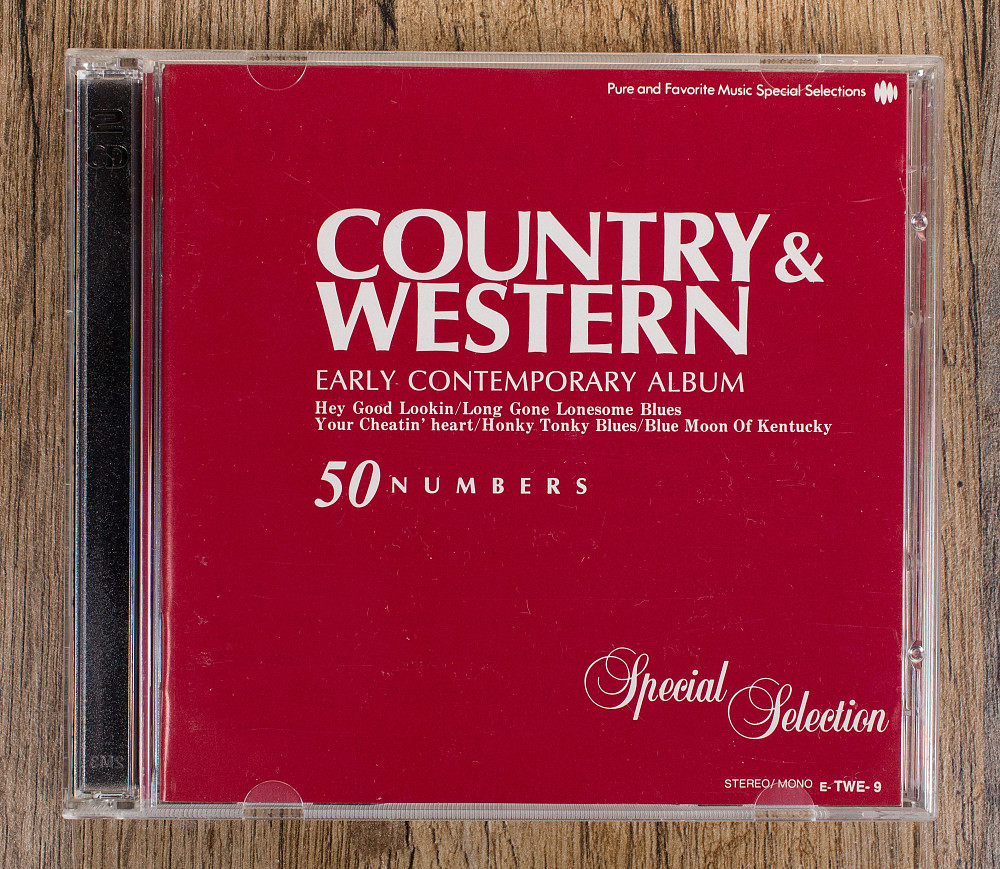 Pure and Favorite Music Special Selections
COUNTRY &
WESTERN
EARLY CONTEMPORARY ALBUM
Hey Good Lookin/Long Gone Lonesome Blues
Your Cheatin' heart/Honky Tonky Blues/Blue Moon Of Kentucky
50 NUMBERS
Special
Selection
STEREO/MONO E-TWE-9